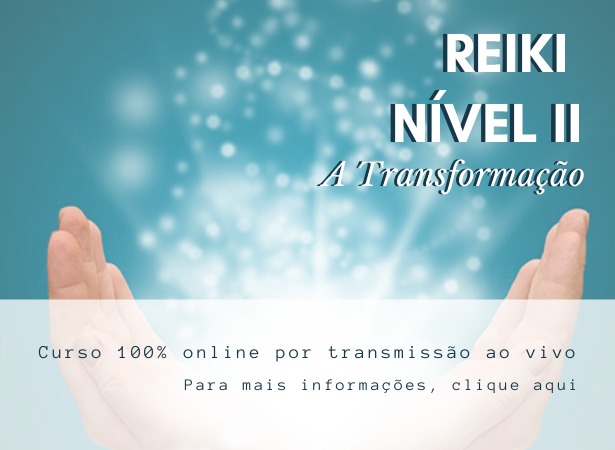 REIKI
NÍVEL II
A Transformação
Curso 100% online por transmissão ao vivo
Para mais informações, clique aqui